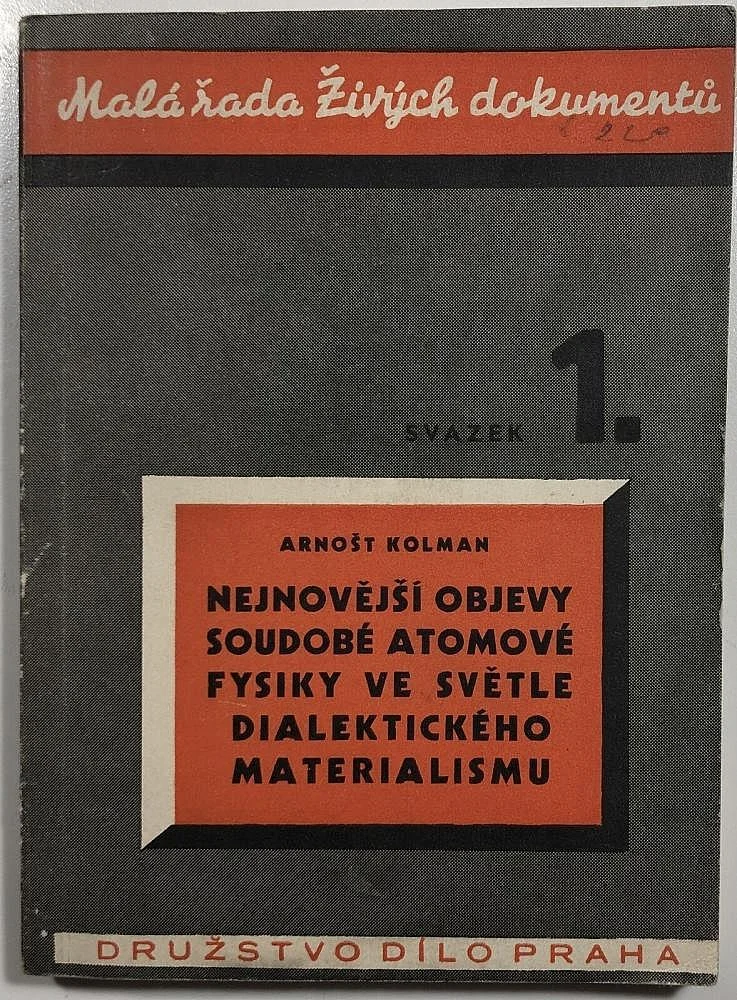 Malá řada Živých dokumentů
SVAZEK 1.
ARNOŠT KOLMAN
NEJNOVĚJŠÍ OBJEVY
SOUDOBÉ ATOMOVÉ
FYSIKY VE SVĚTLE
DIALEKTICKÉHO
MATERIALISMU
DRUŽSTVO DÍLO PRAHA